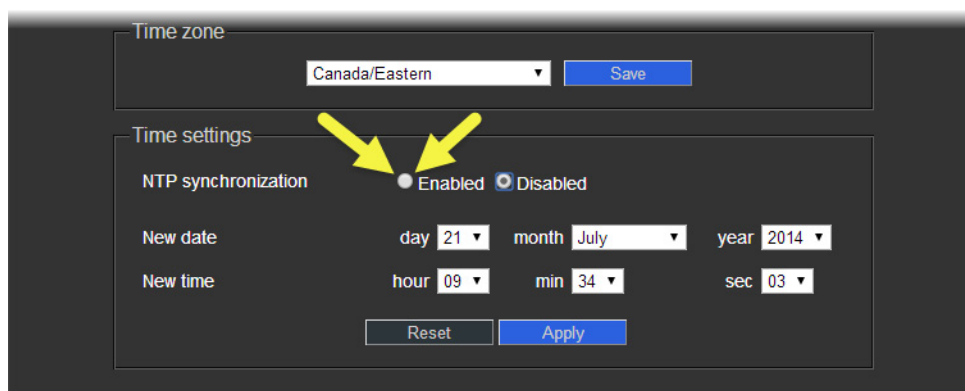 Time zone
Canada/Eastern Save
Time settings
NTP synchronization Enabled Disabled
New date day 21 month July year 2014
New time hour 09 min 34 sec 03
Reset Apply